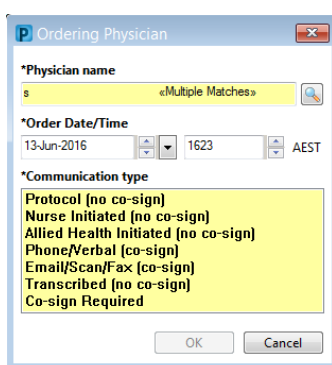 P Ordering Physician
*Physician name
s «Multiple Matches»
*Order Date/Time
13-Jun-2016 1623 AEST
*Communication type
Protocol (no co-sign)
Nurse Initiated (no co-sign)
Allied Health Initiated (no co-sign)
Phone/Verbal (co-sign)
Email/Scan/Fax (co-sign)
Transcribed (no co-sign)
Co-sign Required
OK Cancel